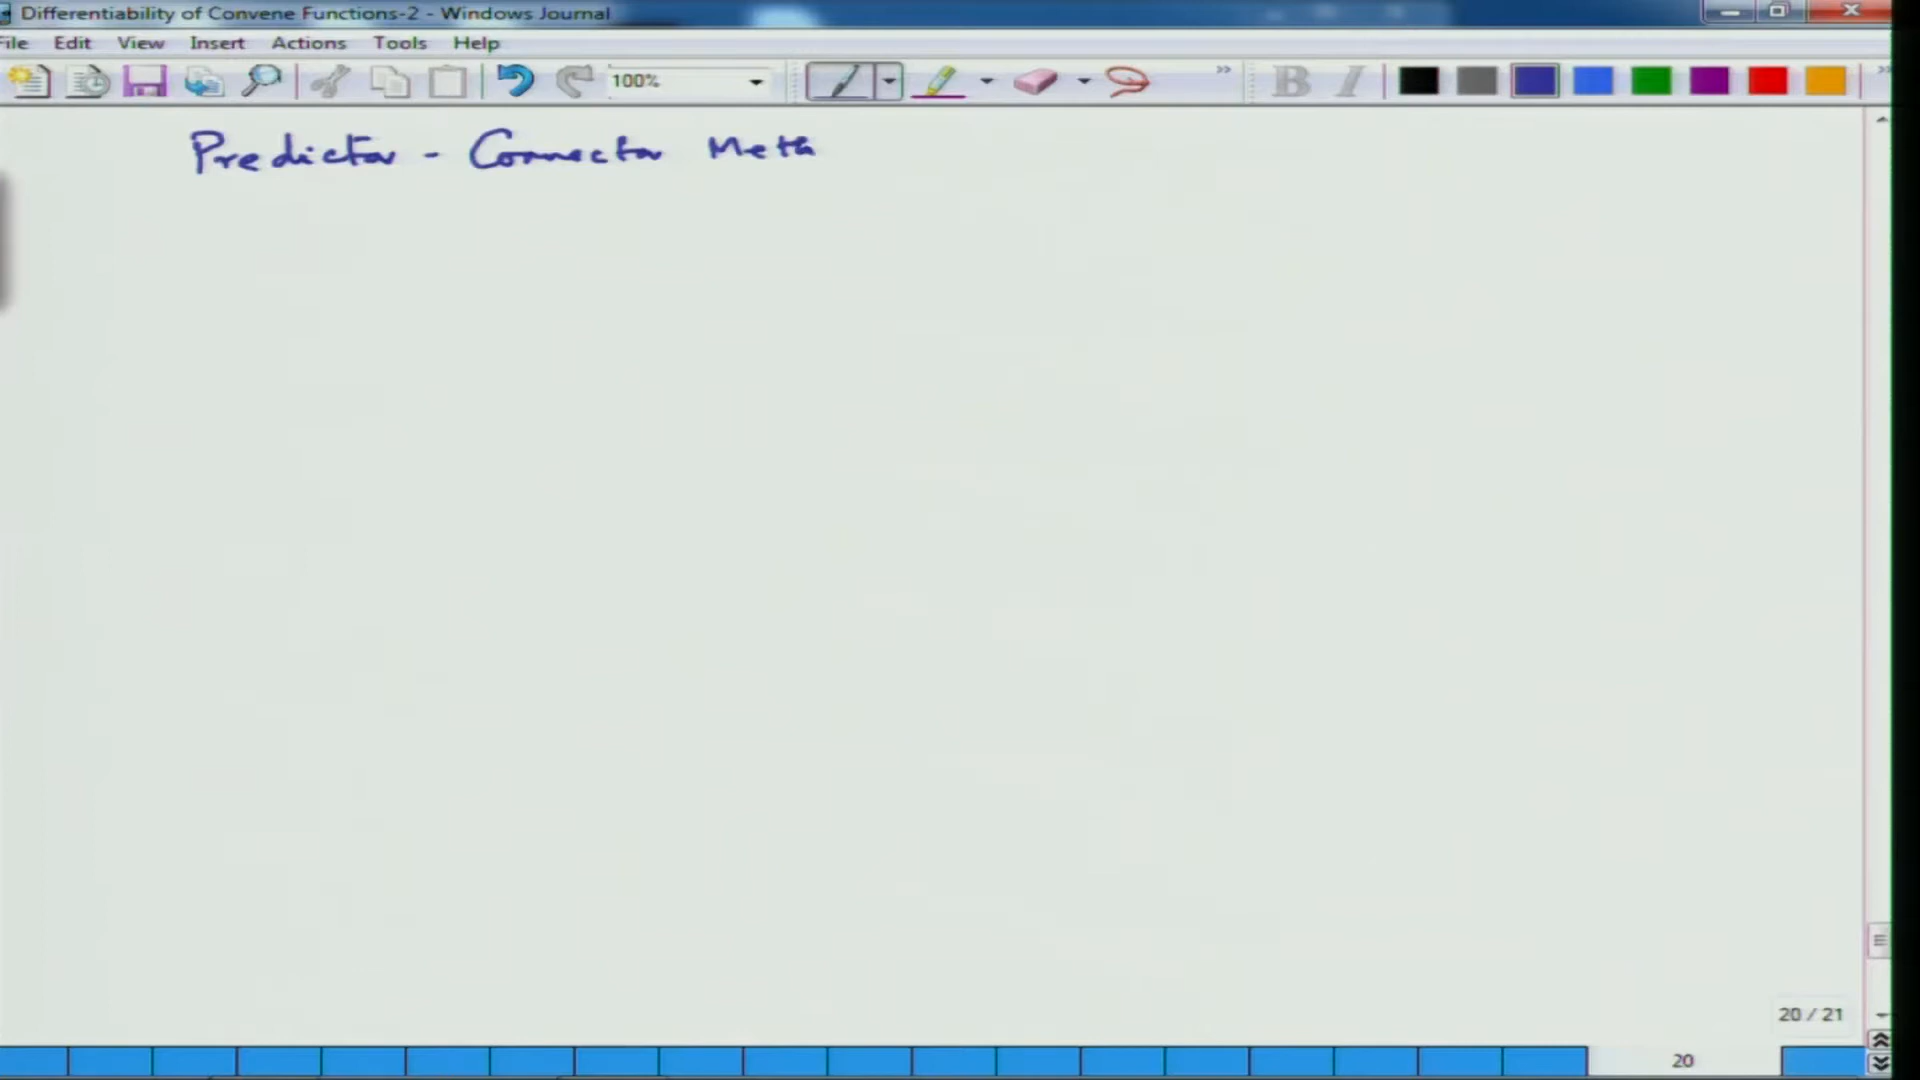 Differentiability of Convene Functions-2 - Windows Journal
File Edit View Insert Actions Tools Help
100%
B I
Predictor - Corrector Meth
20 / 21
20